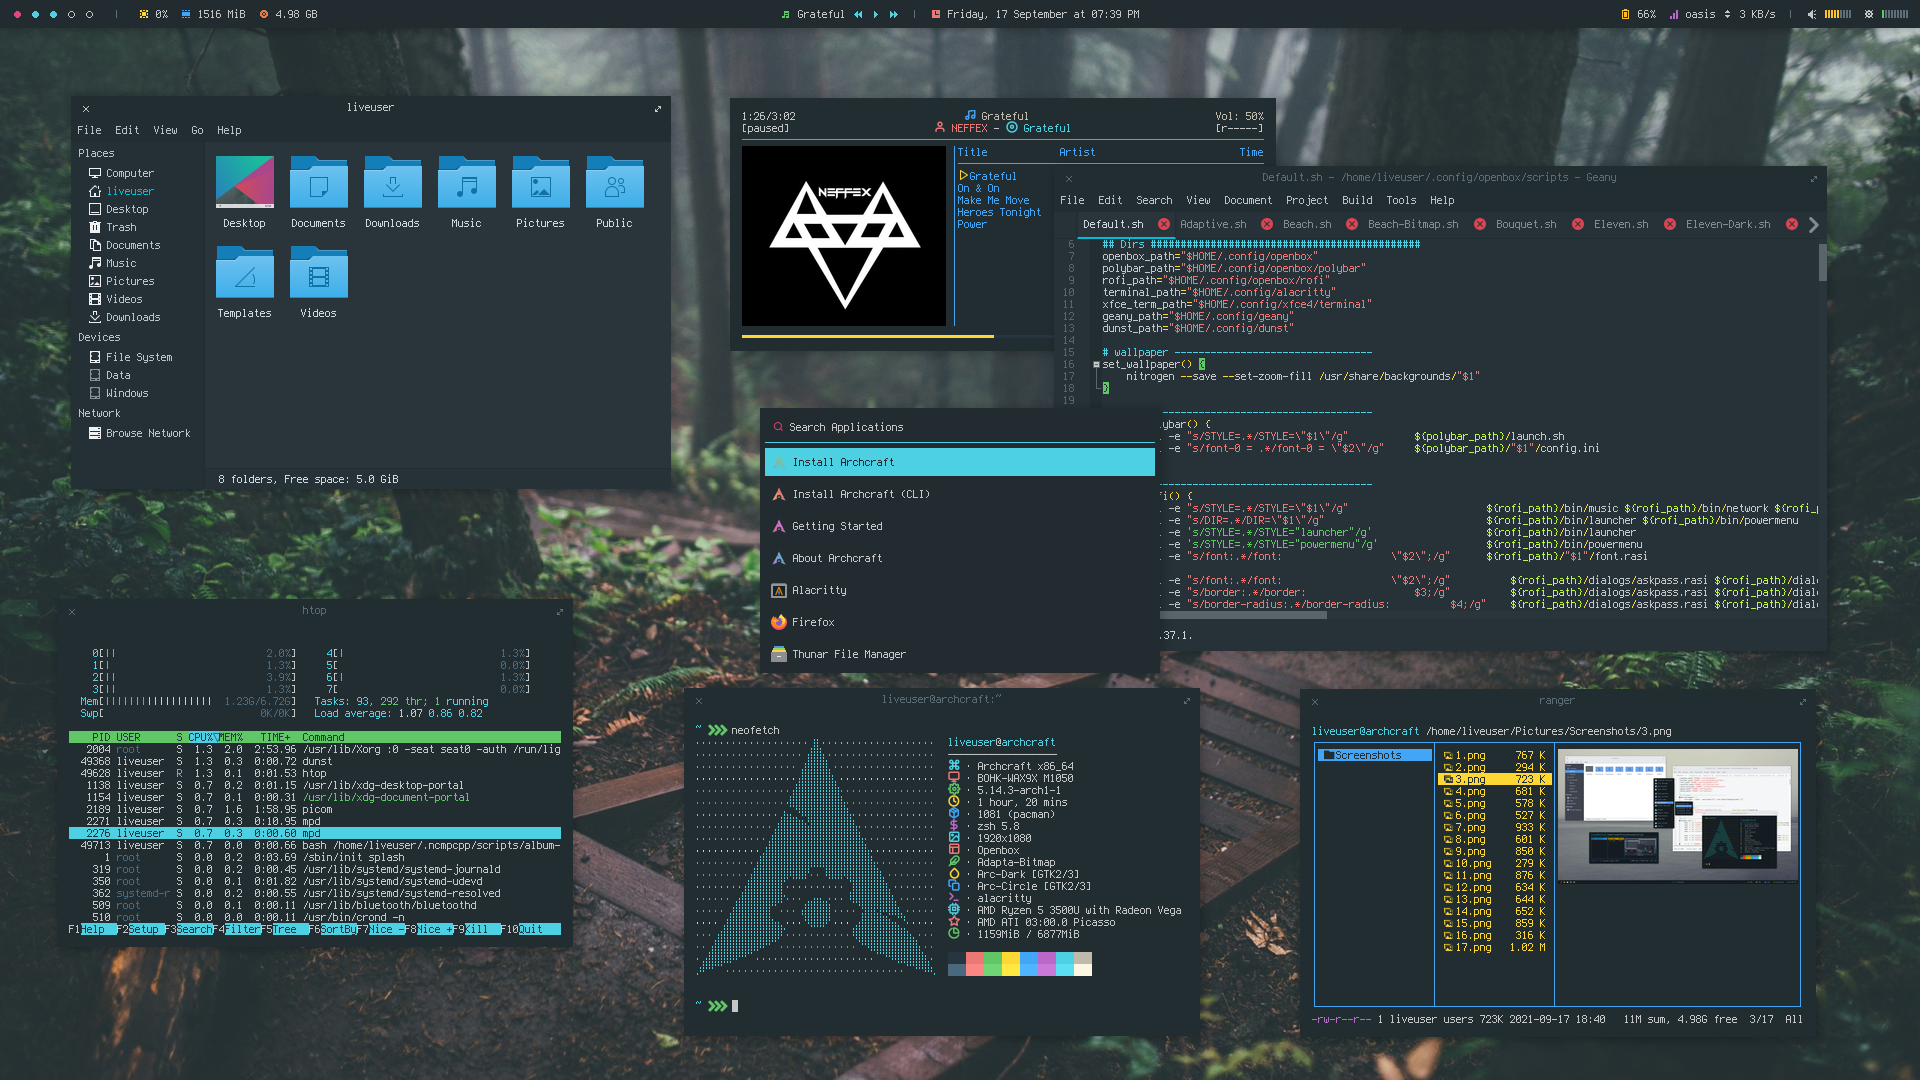 0% 1516 MiB 4.98 GB
Grateful
Friday, 17 September at 07:39 PM
66% oasis 3 KB/s
liveuser
File Edit View Go Help
Places
Computer
liveuser
Desktop
Trash
Documents
Music
Pictures
Videos
Downloads
Devices
File System
Data
Windows
Network
Browse Network
Desktop Documents Downloads Music Pictures Public
Templates Videos
8 folders, Free space: 5.0 GiB
1:26/3:02 Grateful Vol: 50%
[paused] NEFFEX - Grateful [r-----]
NEFFEX
Title Artist Time
Grateful
On & On
Make Me Move
Heroes Tonight
Power
Default.sh - /home/liveuser/.config/openbox/scripts - Geany
File Edit Search View Document Project Build Tools Help
Default.sh Adaptive.sh Beach.sh Beach-Bitmap.sh Bouquet.sh Eleven.sh Eleven-Dark.sh
6 ## Dirs #############################################
7 openbox_path="$HOME/.config/openbox"
8 polybar_path="$HOME/.config/openbox/polybar"
9 rofi_path="$HOME/.config/openbox/rofi"
10 terminal_path="$HOME/.config/alacritty"
11 xfce_term_path="$HOME/.config/xfce4/terminal"
12 geany_path="$HOME/.config/geany"
13 dunst_path="$HOME/.config/dunst"
14
15 # wallpaper ---------------------------------
16 set_wallpaper() {
17 nitrogen --save --set-zoom-fill /usr/share/backgrounds/"$1"
18 }
19
-----------------------------------
lybar() {
-e "s/STYLE=.*/STYLE=\"$1\"/g" ${polybar_path}/launch.sh
-e "s/font-0 = .*/font-0 = \"$2\"/g" ${polybar_path}/"$1"/config.ini
-----------------------------------
fi() {
-e "s/STYLE=.*/STYLE=\"$1\"/g" ${rofi_path}/bin/music ${rofi_path}/bin/network ${rofi_p
-e "s/DIR=.*/DIR=\"$1\"/g" ${rofi_path}/bin/launcher ${rofi_path}/bin/powermenu
-e 's/STYLE=.*/STYLE="launcher"/g' ${rofi_path}/bin/launcher
-e 's/STYLE=.*/STYLE="powermenu"/g' ${rofi_path}/bin/powermenu
-e "s/font:.*/font: \"$2\";/g" ${rofi_path}/"$1"/font.rasi
-e "s/font:.*/font: \"$2\";/g" ${rofi_path}/dialogs/askpass.rasi ${rofi_path}/dial
-e "s/border:.*/border: $3;/g" ${rofi_path}/dialogs/askpass.rasi ${rofi_path}/dial
-e "s/border-radius:.*/border-radius: $4;/g" ${rofi_path}/dialogs/askpass.rasi ${rofi_path}/dial
.37.1.
Search Applications
Install Archcraft
Install Archcraft (CLI)
Getting Started
About Archcraft
Alacritty
Firefox
Thunar File Manager
htop
0[|| 2.0%] 4[| 1.3%]
1[| 1.3%] 5[ 0.0%]
2[|| 3.9%] 6[| 1.3%]
3[|| 1.3%] 7[ 0.0%]
Mem[|||||||||||||||||| 1.23G/6.72G] Tasks: 93, 292 thr; 1 running
Swp[ 0K/0K] Load average: 1.07 0.86 0.82
PID USER S CPU%▽MEM% TIME+ Command
2004 root S 1.3 2.0 2:53.96 /usr/lib/Xorg :0 -seat seat0 -auth /run/lig
49368 liveuser S 1.3 0.3 0:00.72 dunst
49628 liveuser R 1.3 0.1 0:01.53 htop
1138 liveuser S 0.7 0.2 0:01.15 /usr/lib/xdg-desktop-portal
1154 liveuser S 0.7 0.1 0:00.31 /usr/lib/xdg-document-portal
2189 liveuser S 0.7 1.6 1:58.95 picom
2271 liveuser S 0.7 0.3 0:10.95 mpd
2276 liveuser S 0.7 0.3 0:00.60 mpd
49713 liveuser S 0.7 0.0 0:00.66 bash /home/liveuser/.ncmpcpp/scripts/album-
1 root S 0.0 0.2 0:03.69 /sbin/init splash
319 root S 0.0 0.2 0:00.45 /usr/lib/systemd/systemd-journald
350 root S 0.0 0.1 0:01.82 /usr/lib/systemd/systemd-udevd
362 systemd-r S 0.0 0.2 0:00.55 /usr/lib/systemd/systemd-resolved
509 root S 0.0 0.1 0:00.11 /usr/lib/bluetooth/bluetoothd
510 root S 0.0 0.0 0:00.11 /usr/bin/crond -n
F1Help F2Setup F3SearchF4FilterF5Tree F6SortByF7Nice -F8Nice +F9Kill F10Quit
liveuser@archcraft:~
~ neofetch
liveuser@archcraft
· Archcraft x86_64
· BOHK-WAX9X M1050
· 5.14.3-arch1-1
· 1 hour, 20 mins
· 1081 (pacman)
· zsh 5.8
· 1920x1080
· Openbox
· Adapta-Bitmap
· Arc-Dark [GTK2/3]
· Arc-Circle [GTK2/3]
· alacritty
· AMD Ryzen 5 3500U with Radeon Vega
· AMD ATI 03:00.0 Picasso
· 1159MiB / 6877MiB
~
ranger
liveuser@archcraft /home/liveuser/Pictures/Screenshots/3.png
Screenshots
1.png 767 K
2.png 294 K
3.png 723 K
4.png 681 K
5.png 578 K
6.png 527 K
7.png 933 K
8.png 601 K
9.png 850 K
10.png 279 K
11.png 876 K
12.png 634 K
13.png 644 K
14.png 652 K
15.png 859 K
16.png 316 K
17.png 1.02 M
-rw-r--r-- 1 liveuser users 723K 2021-09-17 18:40 11M sum, 4.98G free 3/17 All